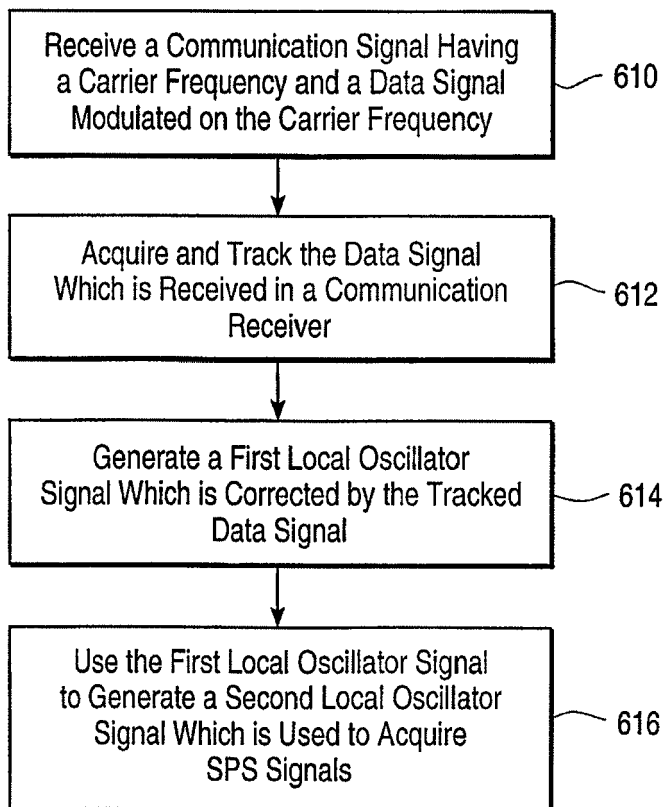 Receive a Communication Signal Having
a Carrier Frequency and a Data Signal
Modulated on the Carrier Frequency
610
Acquire and Track the Data Signal
Which is Received in a Communication
Receiver
612
Generate a First Local Oscillator
Signal Which is Corrected by the Tracked
Data Signal
614
Use the First Local Oscillator Signal
to Generate a Second Local Oscillator
Signal Which is Used to Acquire
SPS Signals
616